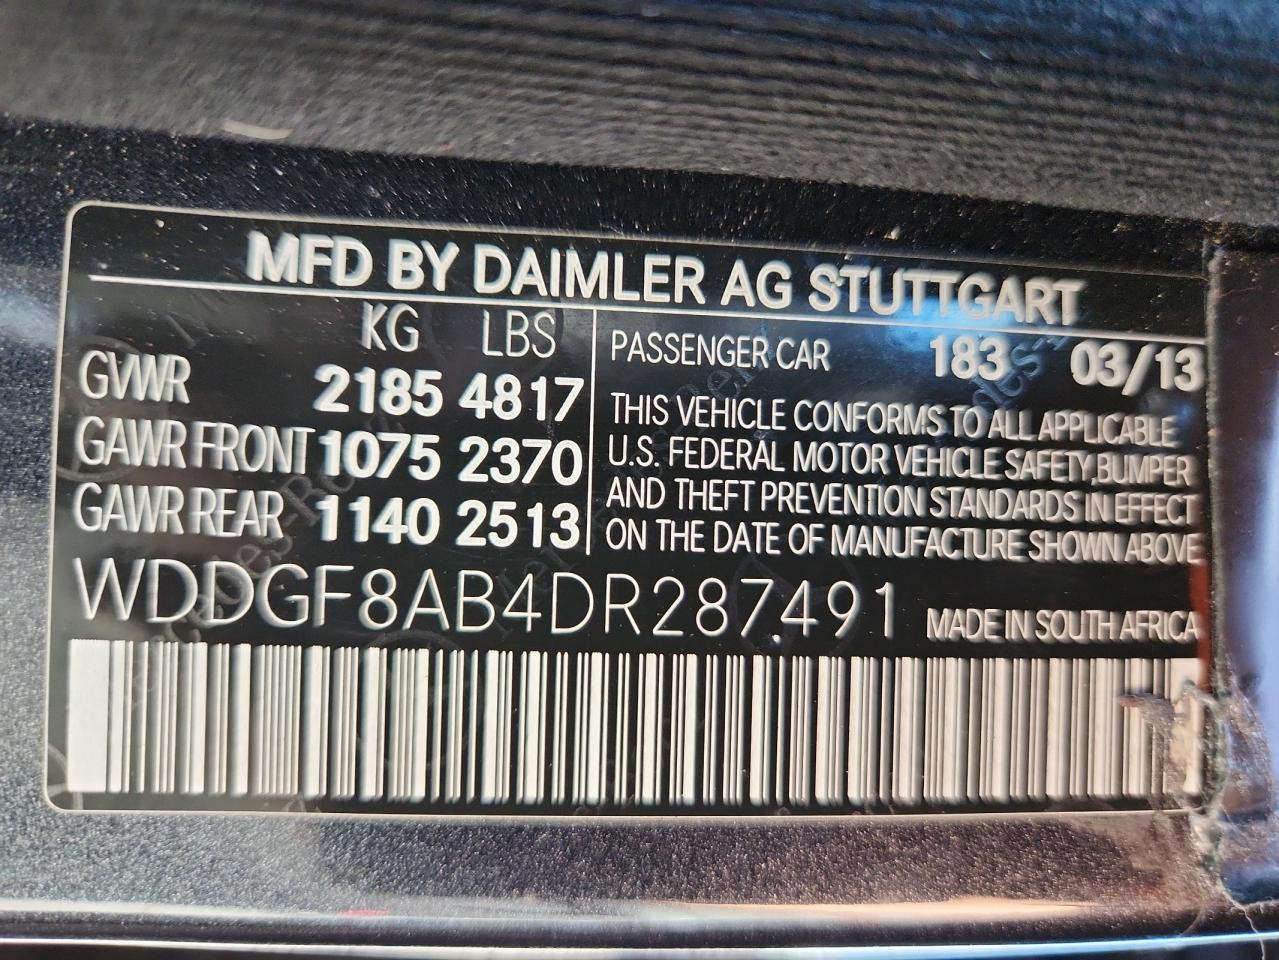 MFD BY DAIMLER AG STUTTGART
KG LBS
GVWR 2185 4817
GAWR FRONT 1075 2370
GAWR REAR 1140 2513
PASSENGER CAR 183 03/13
THIS VEHICLE CONFORMS TO ALL APPLICABLE
U.S. FEDERAL MOTOR VEHICLE SAFETY, BUMPER
AND THEFT PREVENTION STANDARDS IN EFFECT
ON THE DATE OF MANUFACTURE SHOWN ABOVE
WDDGF8AB4DR287491 MADE IN SOUTH AFRICA